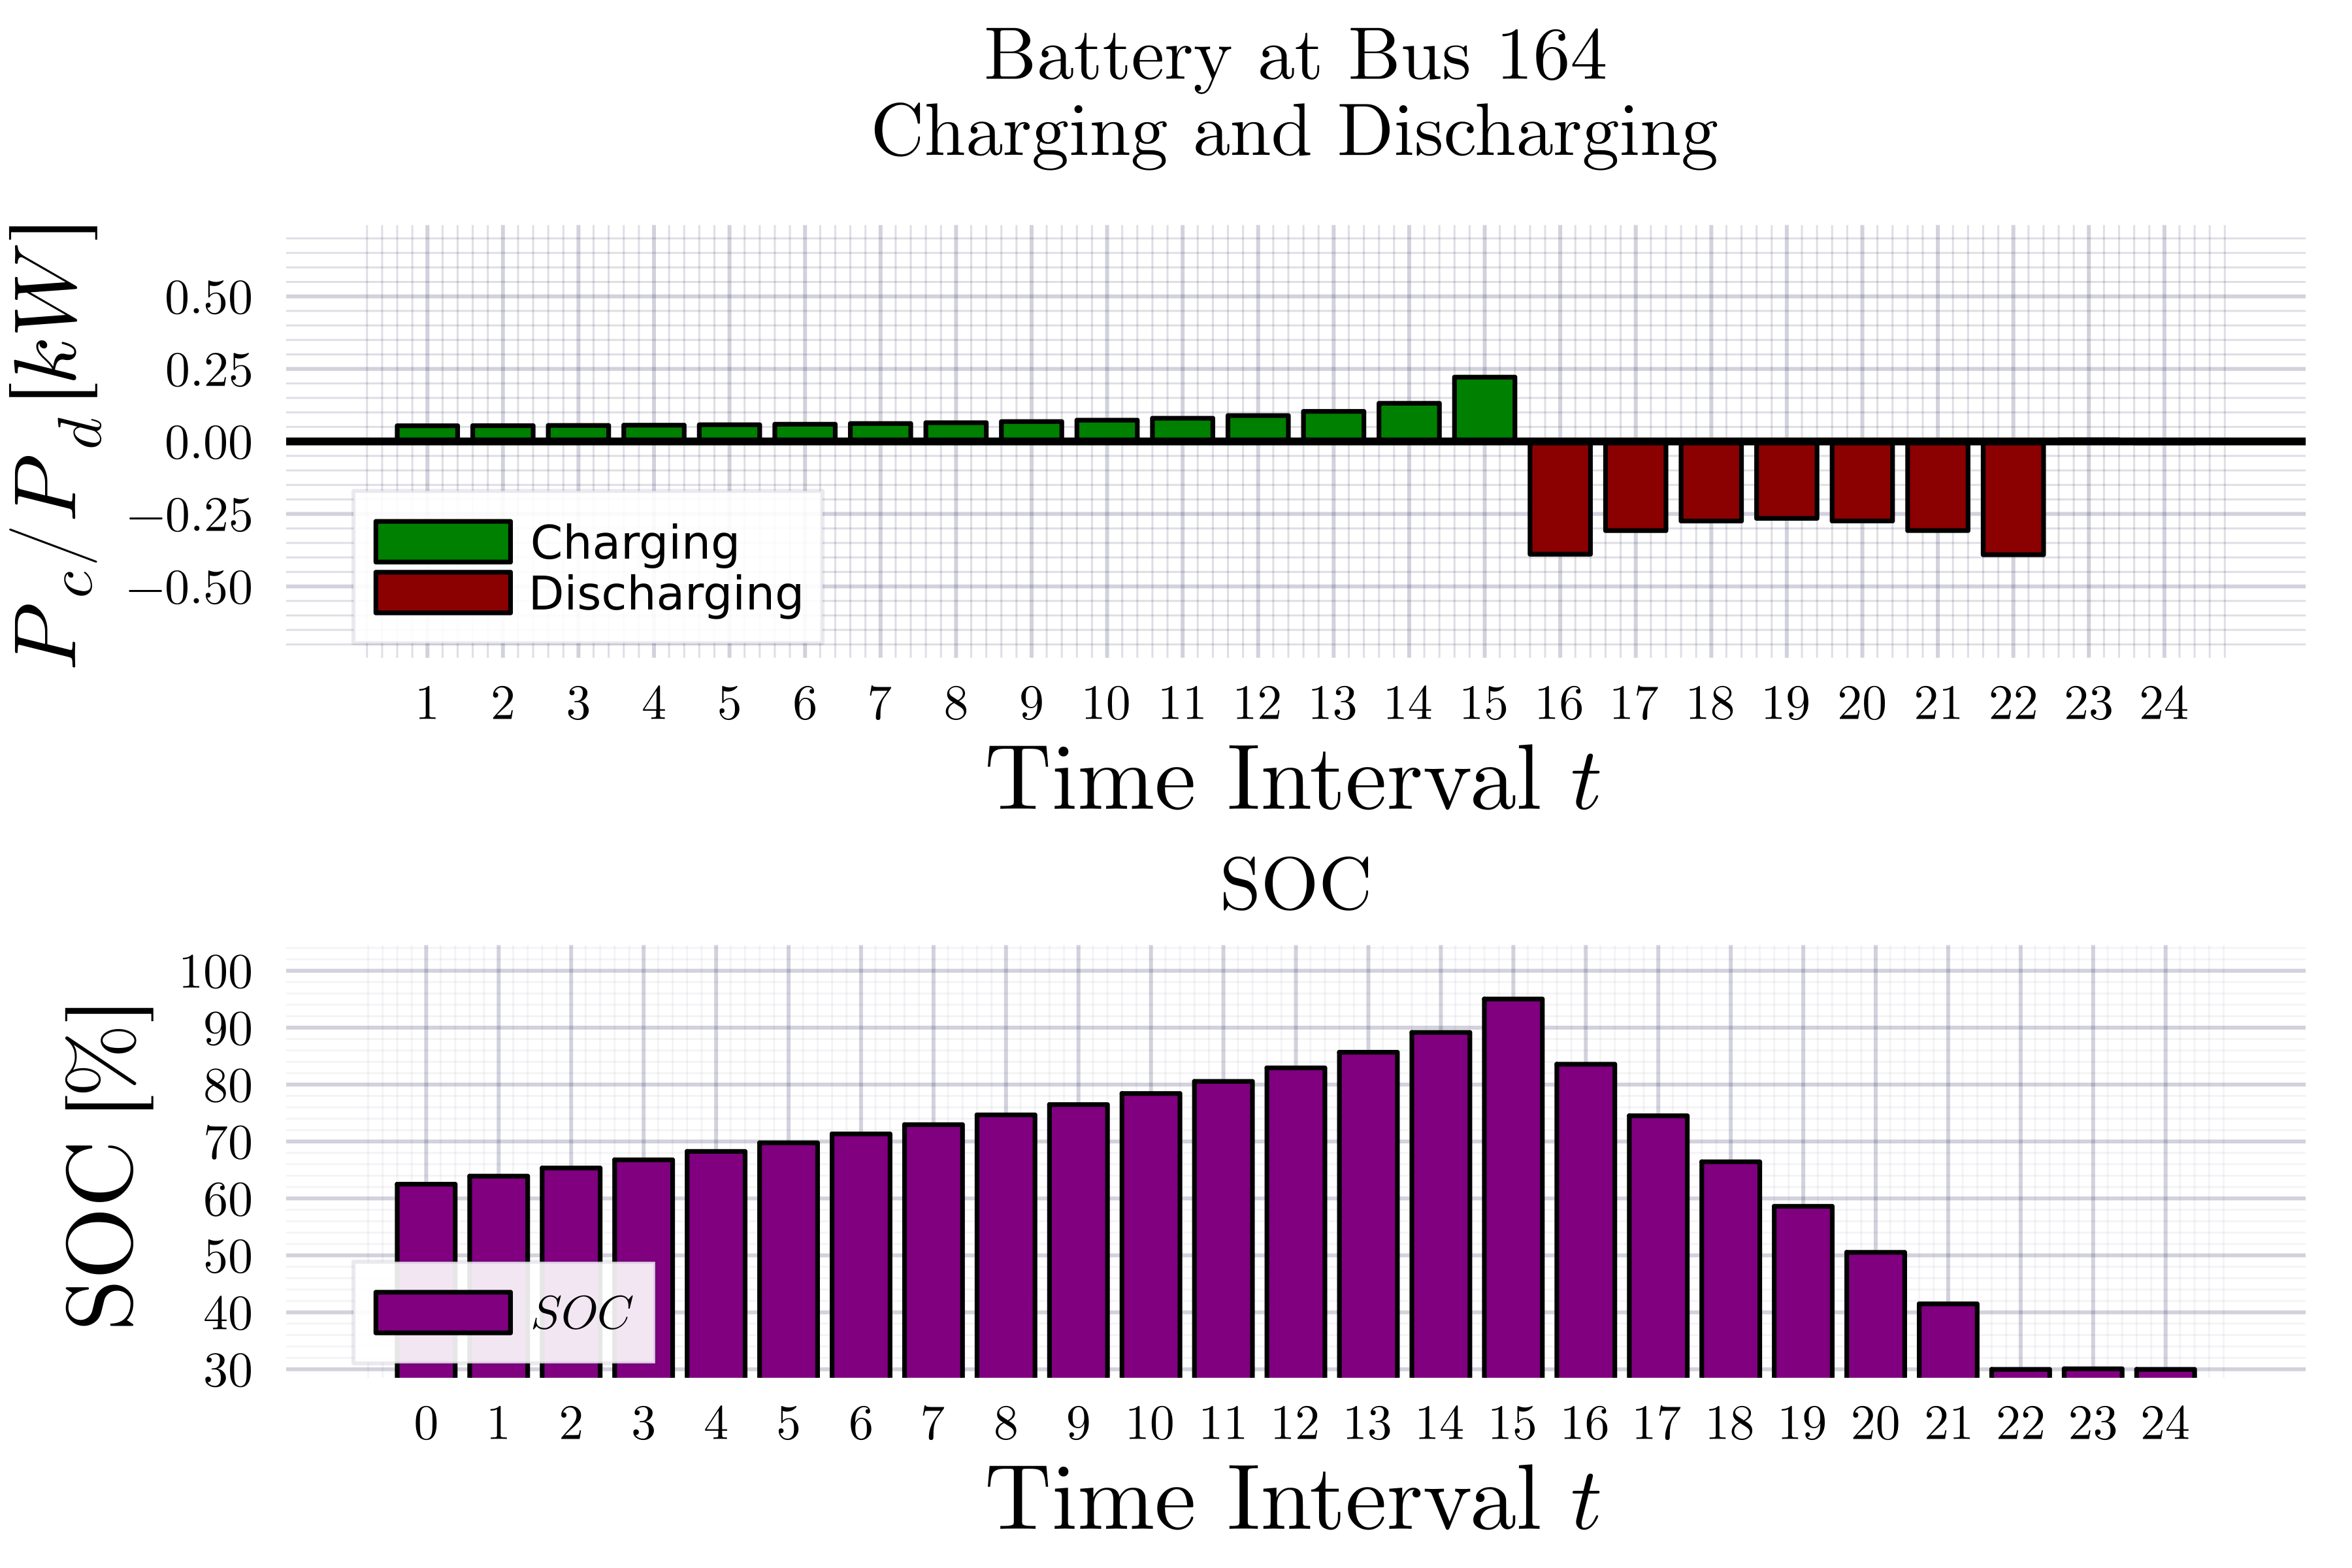 Battery at Bus 164
Charging and Discharging
P_c/P_d [kW]
0.50
0.25
0.00
−0.25
−0.50
Charging
Discharging
1 2 3 4 5 6 7 8 9 10 11 12 13 14 15 16 17 18 19 20 21 22 23 24
Time Interval t
SOC
SOC [%]
100
90
80
70
60
50
40
30
SOC
0 1 2 3 4 5 6 7 8 9 10 11 12 13 14 15 16 17 18 19 20 21 22 23 24
Time Interval t